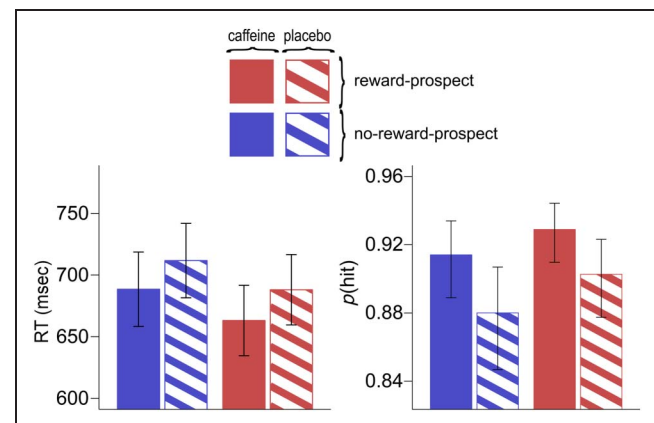 caffeine placebo
reward-prospect
no-reward-prospect
RT (msec)
750
700
650
600
p(hit)
0.96
0.92
0.88
0.84